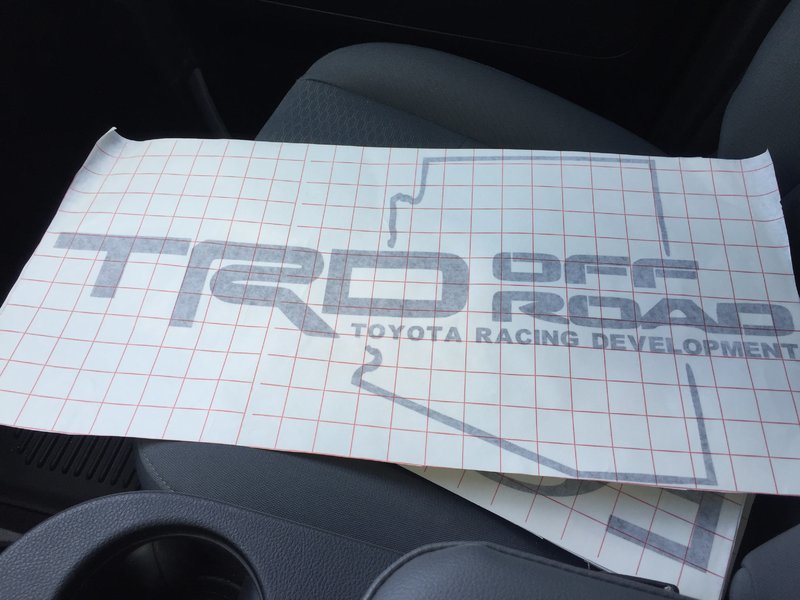 TRD OFF
ROAD
TOYOTA RACING DEVELOPMENT